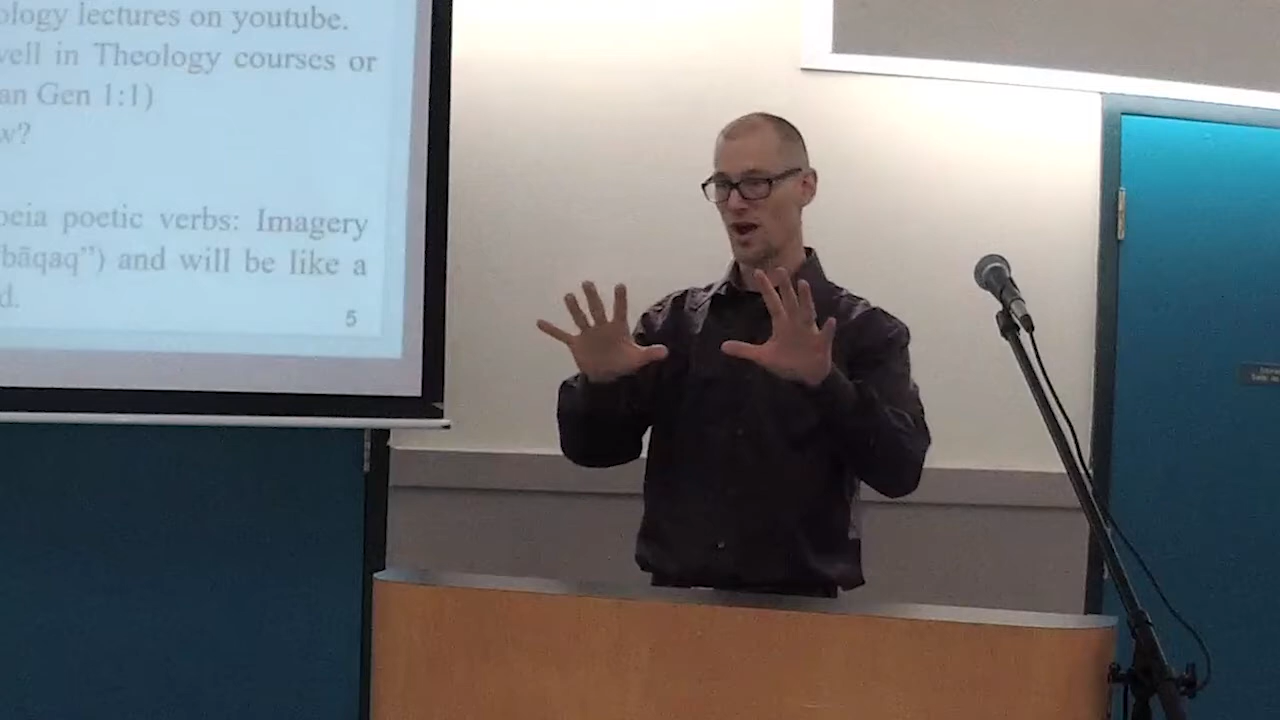 ology lectures on youtube.
vell in Theology courses or
an Gen 1:1)
w?
oeia poetic verbs: Imagery
bāqaq”) and will be like a
d.
5